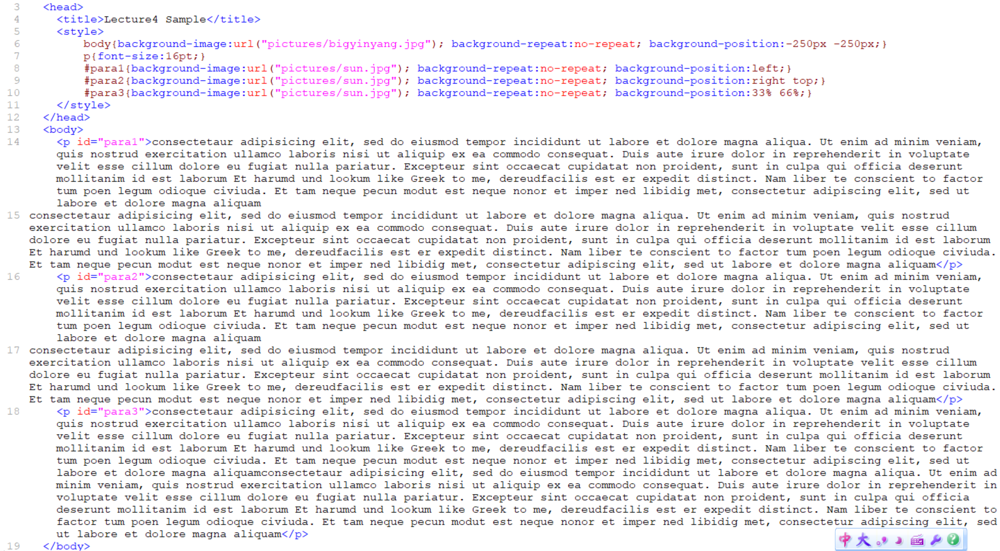 3 <head>
4 <title>Lecture4 Sample</title>
5 <style>
6 body{background-image:url("pictures/bigyinyang.jpg"); background-repeat:no-repeat; background-position:-250px -250px;}
7 p{font-size:16pt;}
8 #para1{background-image:url("pictures/sun.jpg"); background-repeat:no-repeat; background-position:left;}
9 #para2{background-image:url("pictures/sun.jpg"); background-repeat:no-repeat; background-position:right top;}
10 #para3{background-image:url("pictures/sun.jpg"); background-repeat:no-repeat; background-position:33% 66%;}
11 </style>
12 </head>
13 <body>
14 <p id="para1">consectetaur adipisicing elit, sed do eiusmod tempor incididunt ut labore et dolore magna aliqua. Ut enim ad minim veniam,
quis nostrud exercitation ullamco laboris nisi ut aliquip ex ea commodo consequat. Duis aute irure dolor in reprehenderit in voluptate
velit esse cillum dolore eu fugiat nulla pariatur. Excepteur sint occaecat cupidatat non proident, sunt in culpa qui officia deserunt
mollitanim id est laborum Et harumd und lookum like Greek to me, dereudfacilis est er expedit distinct. Nam liber te conscient to factor
tum poen legum odioque civiuda. Et tam neque pecun modut est neque nonor et imper ned libidig met, consectetur adipiscing elit, sed ut
labore et dolore magna aliquam
15 consectetaur adipisicing elit, sed do eiusmod tempor incididunt ut labore et dolore magna aliqua. Ut enim ad minim veniam, quis nostrud
exercitation ullamco laboris nisi ut aliquip ex ea commodo consequat. Duis aute irure dolor in reprehenderit in voluptate velit esse cillum
dolore eu fugiat nulla pariatur. Excepteur sint occaecat cupidatat non proident, sunt in culpa qui officia deserunt mollitanim id est laborum
Et harumd und lookum like Greek to me, dereudfacilis est er expedit distinct. Nam liber te conscient to factor tum poen legum odioque civiuda.
Et tam neque pecun modut est neque nonor et imper ned libidig met, consectetur adipiscing elit, sed ut labore et dolore magna aliquam</p>
16 <p id="para2">consectetaur adipisicing elit, sed do eiusmod tempor incididunt ut labore et dolore magna aliqua. Ut enim ad minim veniam,
quis nostrud exercitation ullamco laboris nisi ut aliquip ex ea commodo consequat. Duis aute irure dolor in reprehenderit in voluptate
velit esse cillum dolore eu fugiat nulla pariatur. Excepteur sint occaecat cupidatat non proident, sunt in culpa qui officia deserunt
mollitanim id est laborum Et harumd und lookum like Greek to me, dereudfacilis est er expedit distinct. Nam liber te conscient to factor
tum poen legum odioque civiuda. Et tam neque pecun modut est neque nonor et imper ned libidig met, consectetur adipiscing elit, sed ut
labore et dolore magna aliquam
17 consectetaur adipisicing elit, sed do eiusmod tempor incididunt ut labore et dolore magna aliqua. Ut enim ad minim veniam, quis nostrud
exercitation ullamco laboris nisi ut aliquip ex ea commodo consequat. Duis aute irure dolor in reprehenderit in voluptate velit esse cillum
dolore eu fugiat nulla pariatur. Excepteur sint occaecat cupidatat non proident, sunt in culpa qui officia deserunt mollitanim id est laborum
Et harumd und lookum like Greek to me, dereudfacilis est er expedit distinct. Nam liber te conscient to factor tum poen legum odioque civiuda.
Et tam neque pecun modut est neque nonor et imper ned libidig met, consectetur adipiscing elit, sed ut labore et dolore magna aliquam</p>
18 <p id="para3">consectetaur adipisicing elit, sed do eiusmod tempor incididunt ut labore et dolore magna aliqua. Ut enim ad minim veniam,
quis nostrud exercitation ullamco laboris nisi ut aliquip ex ea commodo consequat. Duis aute irure dolor in reprehenderit in voluptate
velit esse cillum dolore eu fugiat nulla pariatur. Excepteur sint occaecat cupidatat non proident, sunt in culpa qui officia deserunt
mollitanim id est laborum Et harumd und lookum like Greek to me, dereudfacilis est er expedit distinct. Nam liber te conscient to factor
tum poen legum odioque civiuda. Et tam neque pecun modut est neque nonor et imper ned libidig met, consectetur adipiscing elit, sed ut
labore et dolore magna aliquamconsectetaur adipisicing elit, sed do eiusmod tempor incididunt ut labore et dolore magna aliqua. Ut enim ad
minim veniam, quis nostrud exercitation ullamco laboris nisi ut aliquip ex ea commodo consequat. Duis aute irure dolor in reprehenderit in
voluptate velit esse cillum dolore eu fugiat nulla pariatur. Excepteur sint occaecat cupidatat non proident, sunt in culpa qui officia
deserunt mollitanim id est laborum Et harumd und lookum like Greek to me, dereudfacilis est er expedit distinct. Nam liber te conscient to
factor tum poen legum odioque civiuda. Et tam neque pecun modut est neque nonor et imper ned libidig met, consectetur adipiscing elit, sed
ut labore et dolore magna aliquam</p>
中大
19 </body>